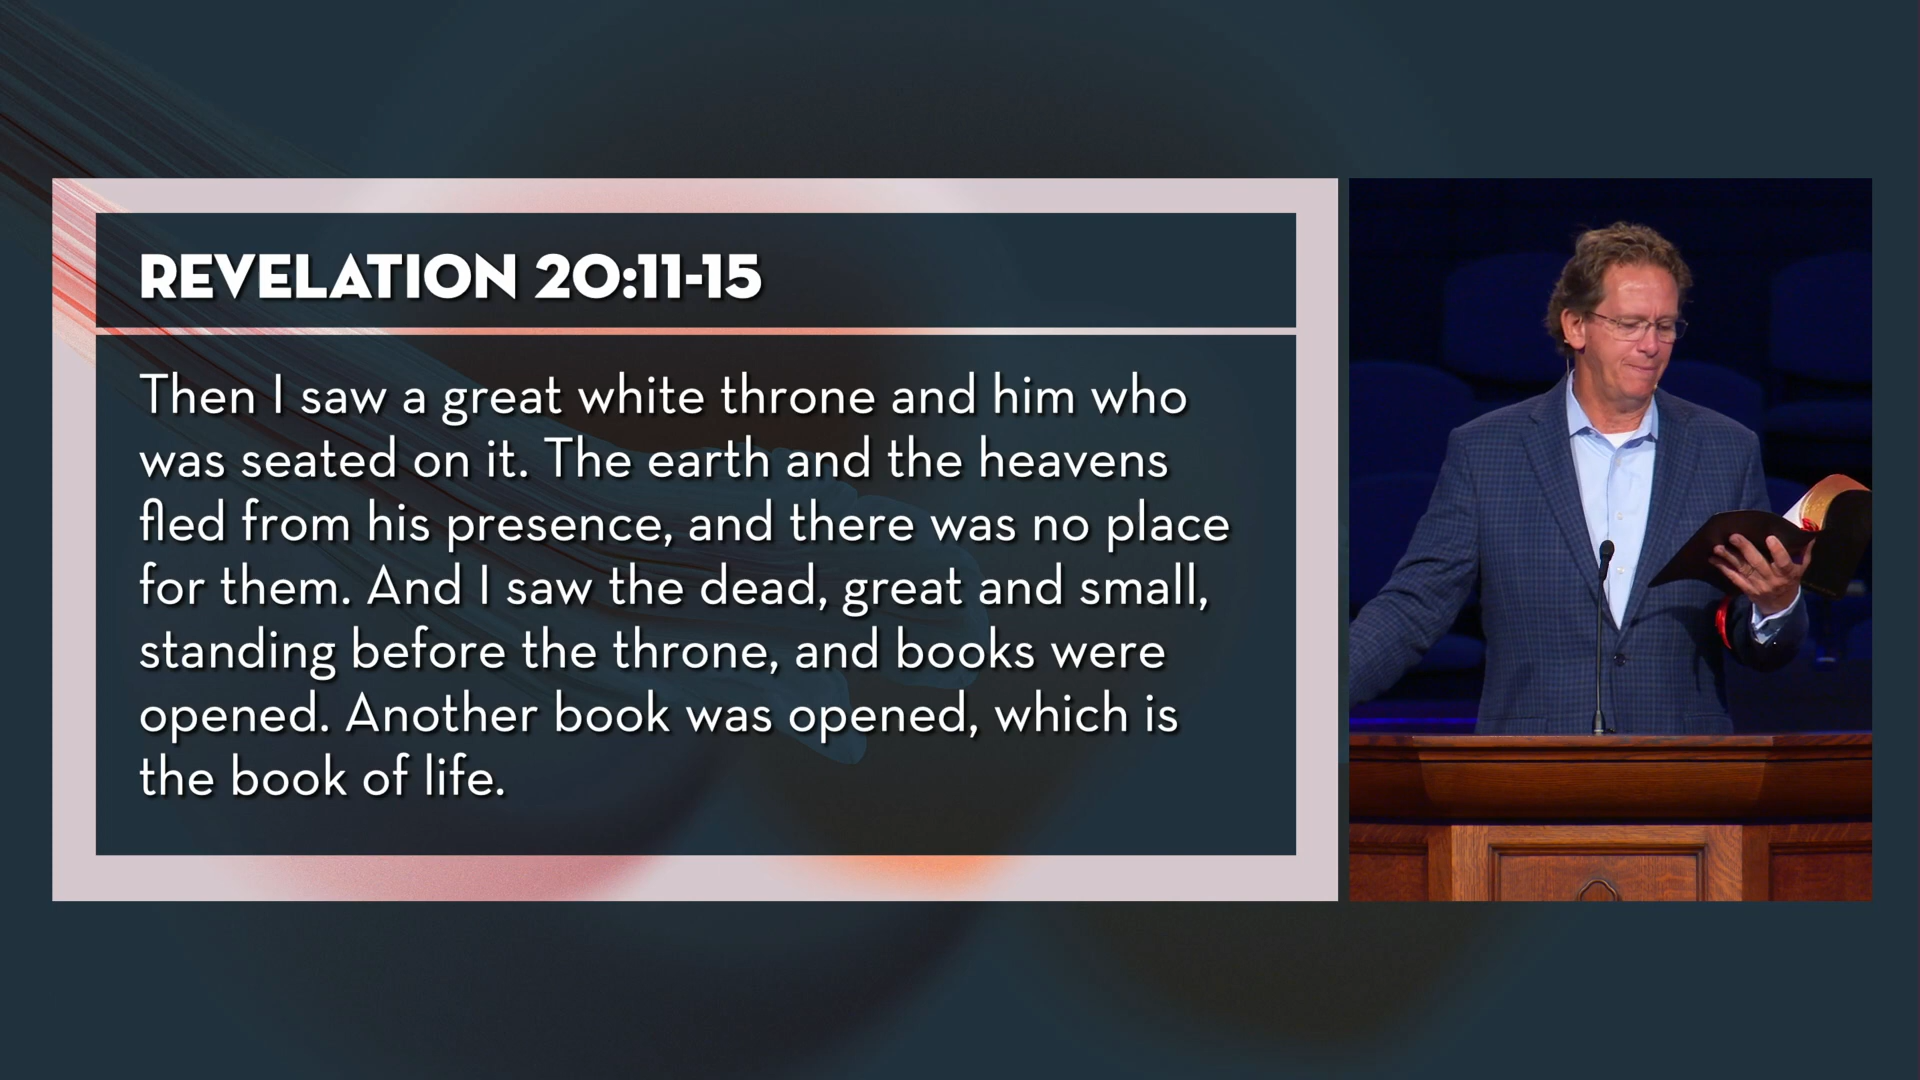 REVELATION 20:11-15
Then I saw a great white throne and him who
was seated on it. The earth and the heavens
fled from his presence, and there was no place
for them. And I saw the dead, great and small,
standing before the throne, and books were
opened. Another book was opened, which is
the book of life.